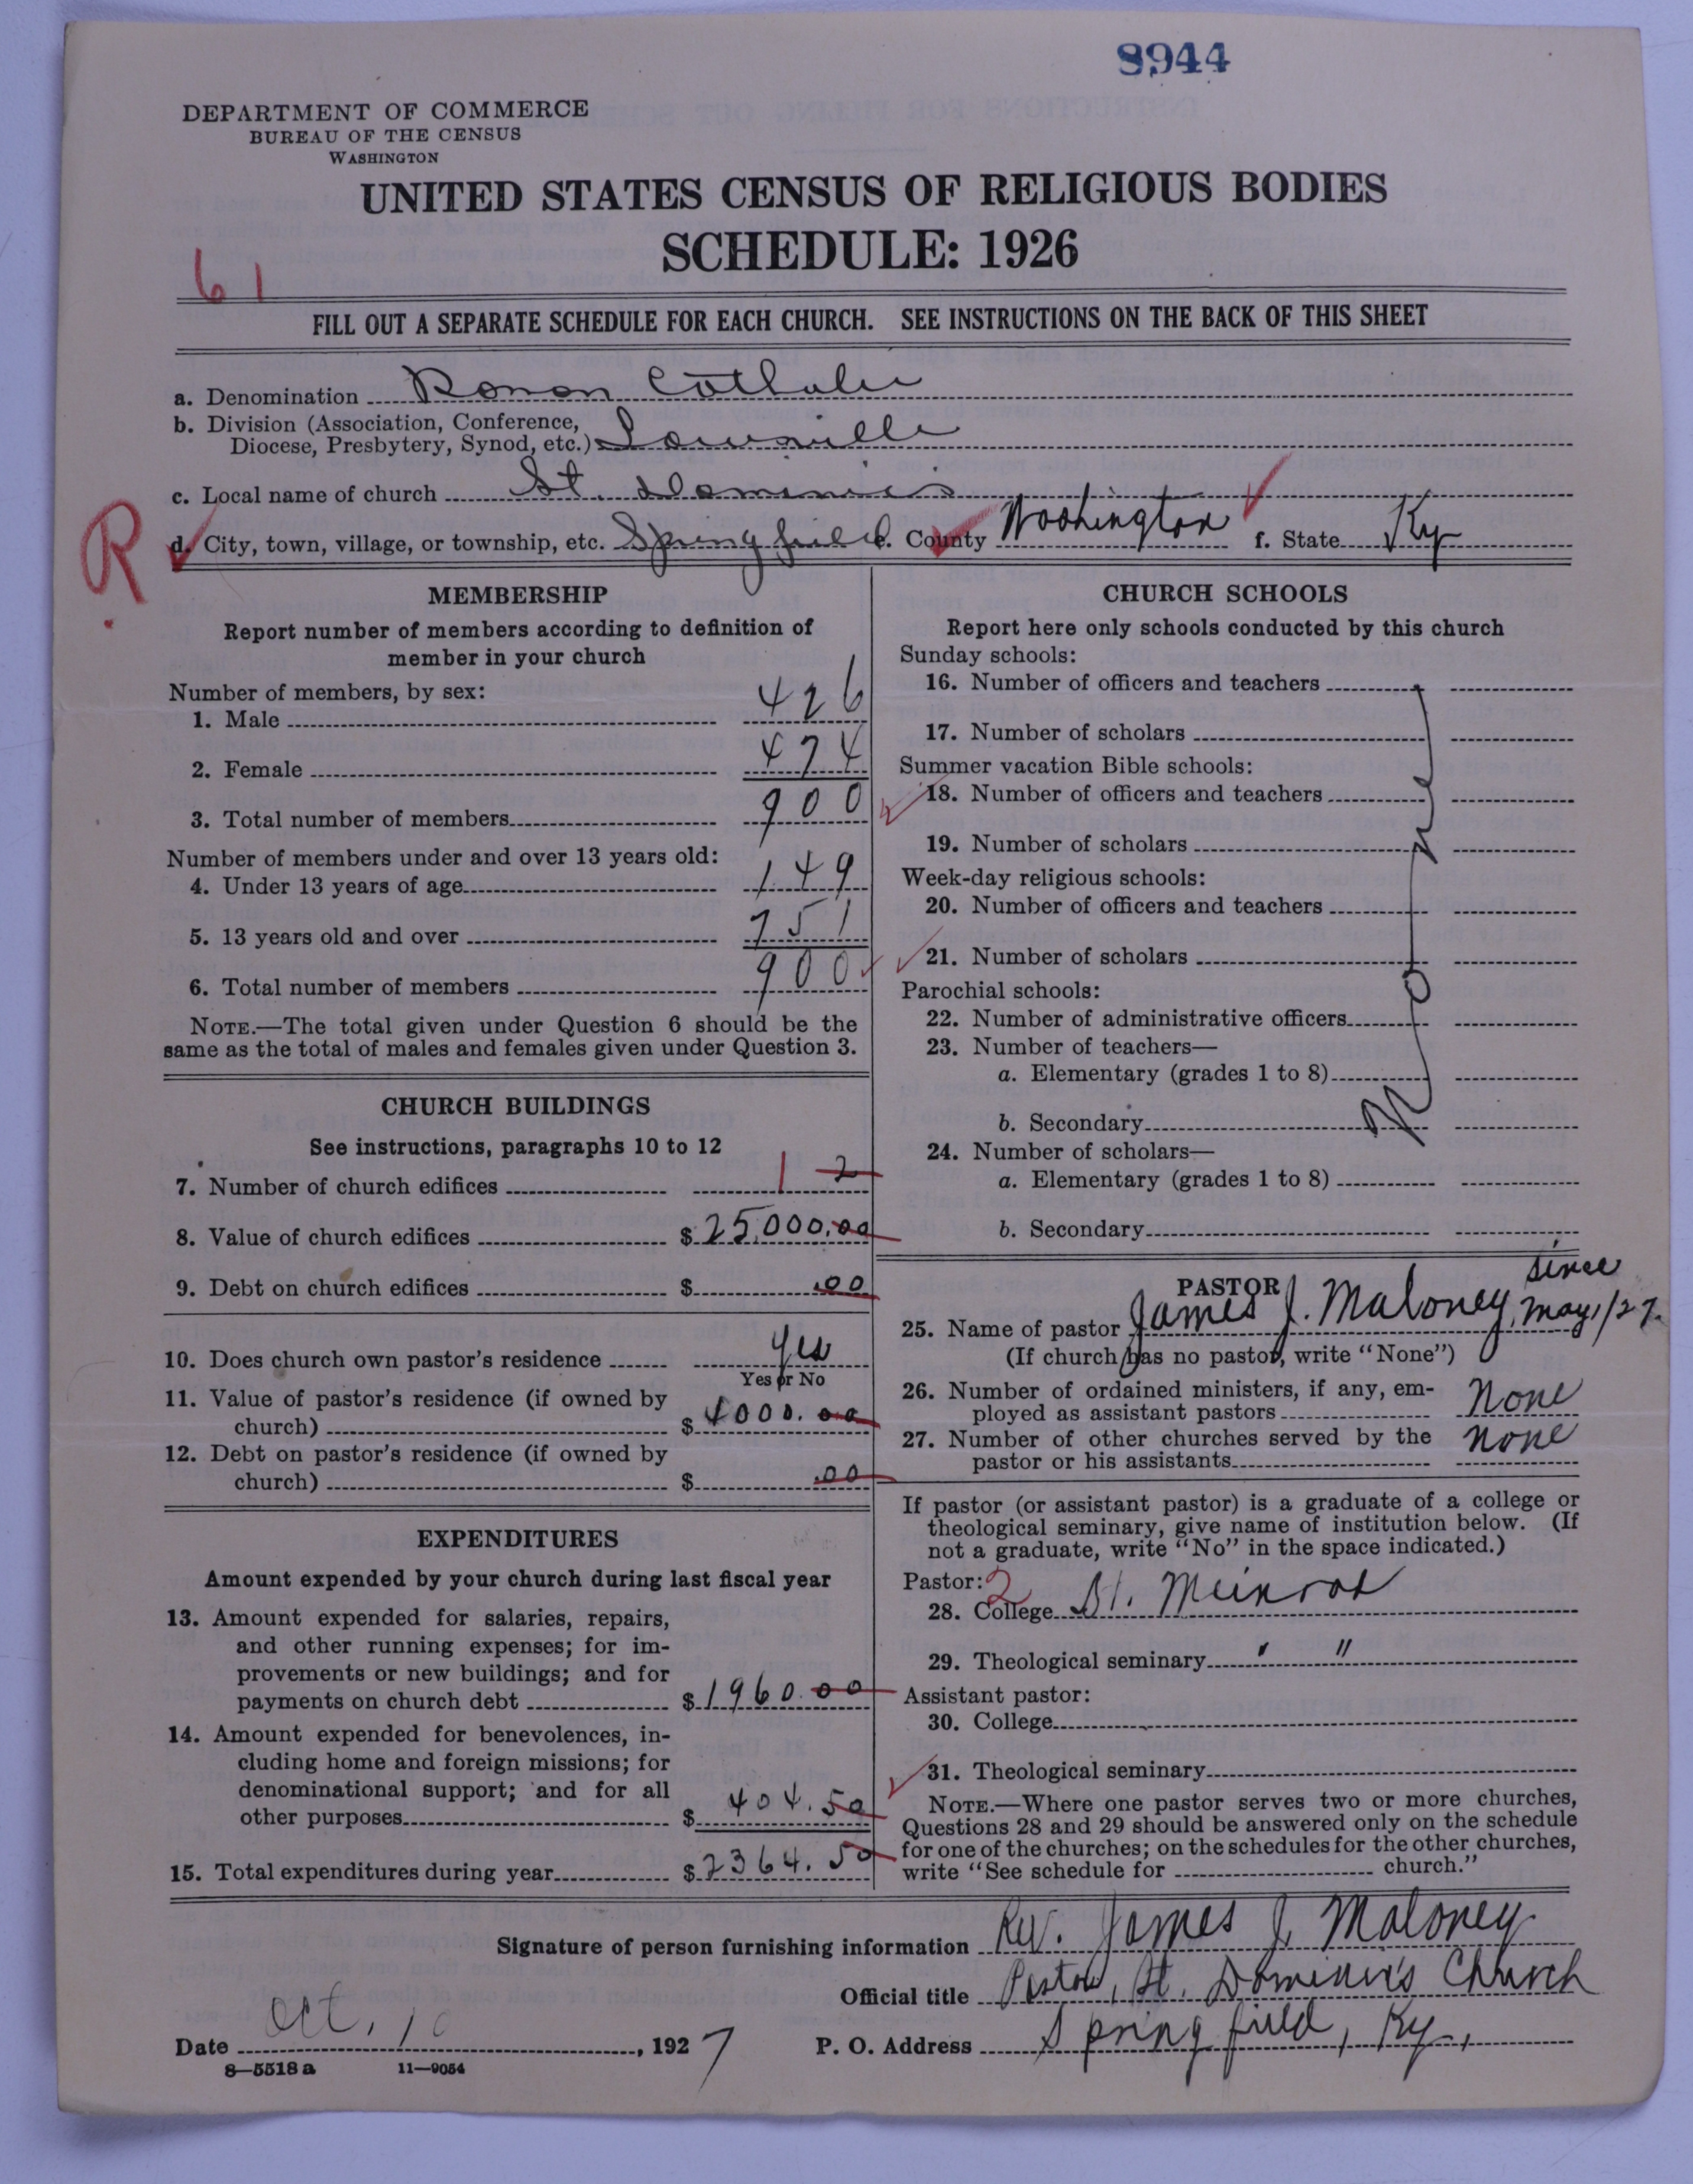 8944
DEPARTMENT OF COMMERCE
BUREAU OF THE CENSUS
WASHINGTON
UNITED STATES CENSUS OF RELIGIOUS BODIES
SCHEDULE: 1926
61
FILL OUT A SEPARATE SCHEDULE FOR EACH CHURCH. SEE INSTRUCTIONS ON THE BACK OF THIS SHEET
a. Denomination Roman Catholic
b. Division (Association, Conference,
Diocese, Presbytery, Synod, etc.) Louisville
c. Local name of church St. Dominics
R
d. City, town, village, or township, etc. Springfield e. County Washington f. State Ky
MEMBERSHIP
Report number of members according to definition of
member in your church
Number of members, by sex:
1. Male 426
2. Female 474
3. Total number of members 900
Number of members under and over 13 years old:
4. Under 13 years of age 149
5. 13 years old and over 751
6. Total number of members 900
NOTE.—The total given under Question 6 should be the
same as the total of males and females given under Question 3.
CHURCH BUILDINGS
See instructions, paragraphs 10 to 12
7. Number of church edifices 1 2
8. Value of church edifices $25,000.00
9. Debt on church edifices $ .00
10. Does church own pastor's residence Yes
Yes or No
11. Value of pastor's residence (if owned by
church) $4000.00
12. Debt on pastor's residence (if owned by
church) $ .00
EXPENDITURES
Amount expended by your church during last fiscal year
13. Amount expended for salaries, repairs,
and other running expenses; for im-
provements or new buildings; and for
payments on church debt $1960.00
14. Amount expended for benevolences, in-
cluding home and foreign missions; for
denominational support; and for all
other purposes $ 404.50
15. Total expenditures during year $2364.50
CHURCH SCHOOLS
Report here only schools conducted by this church
Sunday schools:
16. Number of officers and teachers
17. Number of scholars
Summer vacation Bible schools:
18. Number of officers and teachers
19. Number of scholars
Week-day religious schools:
20. Number of officers and teachers
21. Number of scholars
Parochial schools:
22. Number of administrative officers
23. Number of teachers—
a. Elementary (grades 1 to 8)
b. Secondary
24. Number of scholars—
a. Elementary (grades 1 to 8)
b. Secondary
None
PASTOR
since
25. Name of pastor James J. Maloney, May 1/27.
(If church has no pastor, write "None")
26. Number of ordained ministers, if any, em-
ployed as assistant pastors None
27. Number of other churches served by the
pastor or his assistants None
If pastor (or assistant pastor) is a graduate of a college or
theological seminary, give name of institution below. (If
not a graduate, write "No" in the space indicated.)
Pastor: 2
28. College St. Meinrad
29. Theological seminary " "
Assistant pastor:
30. College
31. Theological seminary
NOTE.—Where one pastor serves two or more churches,
Questions 28 and 29 should be answered only on the schedule
for one of the churches; on the schedules for the other churches,
write "See schedule for church."
Signature of person furnishing information Rev. James J. Maloney
Official title Pastor, St. Dominic's Church
Date Oct. 10, 1927 P. O. Address Springfield, Ky.,
8—5518 a 11—9054